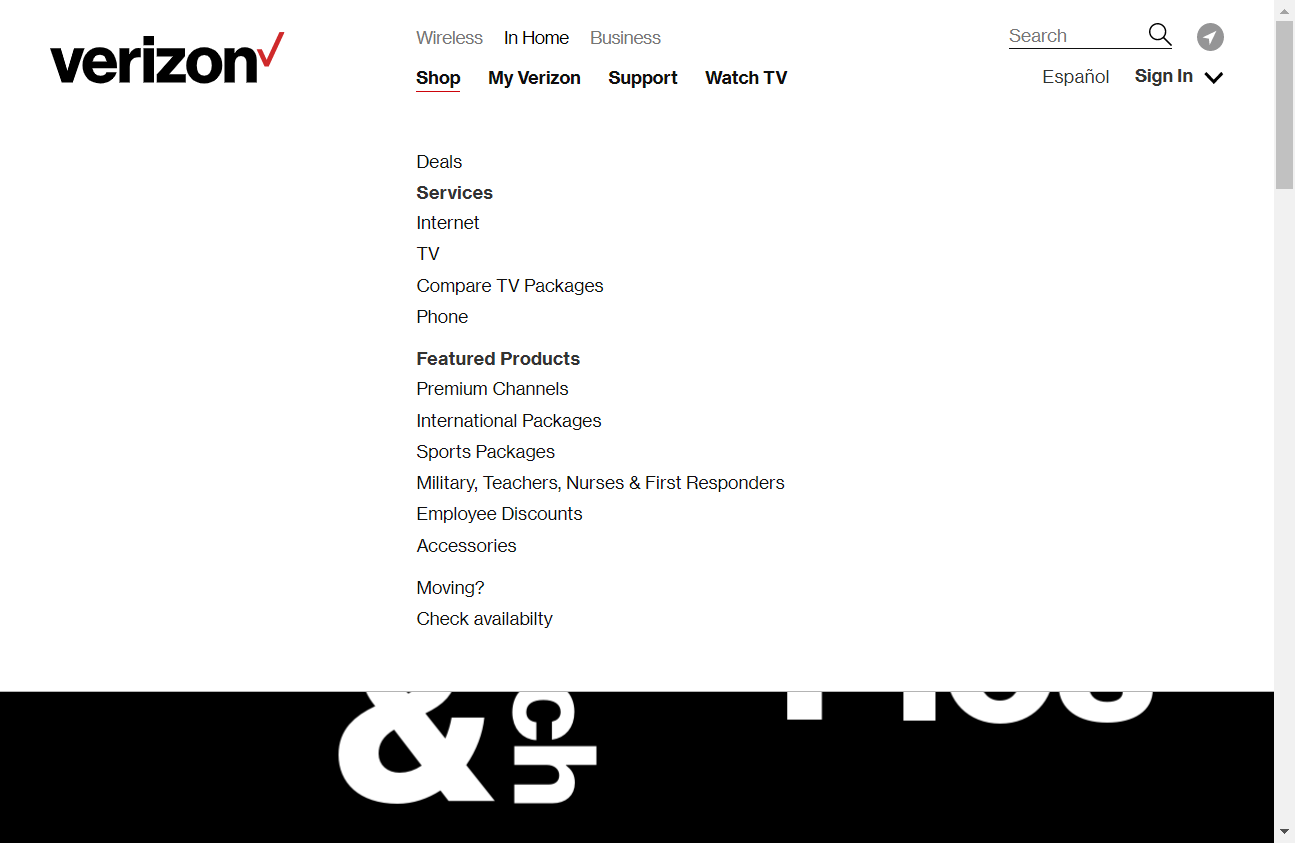 verizon
Wireless In Home Business
Search
Shop My Verizon Support Watch TV
Español Sign In
Deals
Services
Internet
TV
Compare TV Packages
Phone
Featured Products
Premium Channels
International Packages
Sports Packages
Military, Teachers, Nurses & First Responders
Employee Discounts
Accessories
Moving?
Check availabilty
&
ch